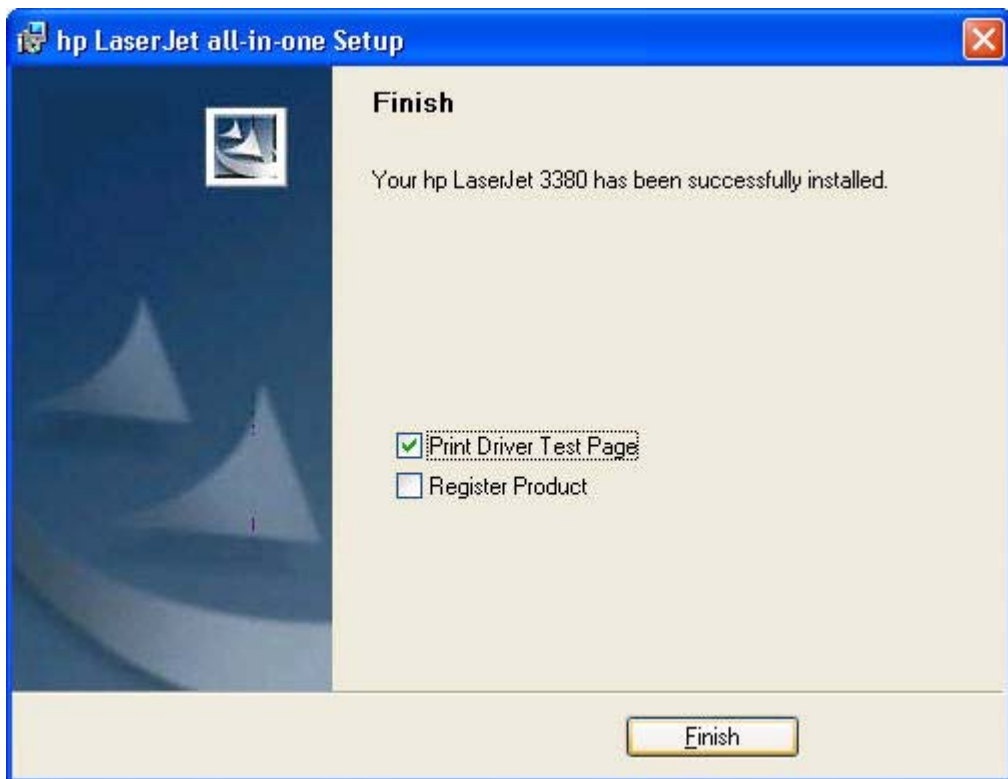 hp LaserJet all-in-one Setup
Finish
Your hp LaserJet 3380 has been successfully installed.
Print Driver Test Page
Register Product
Finish